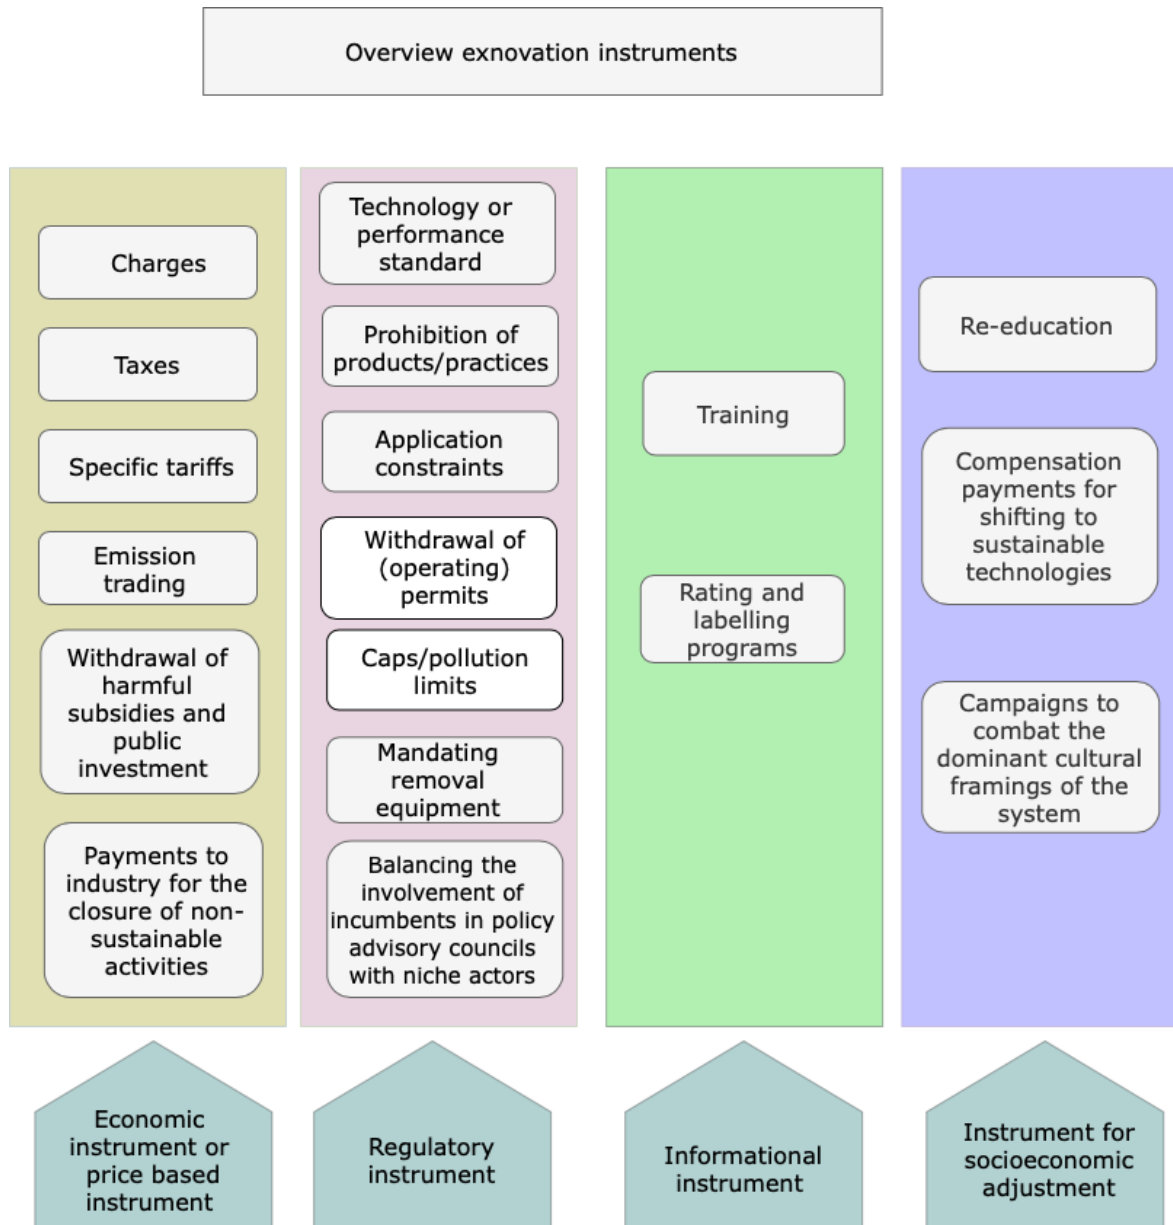 Overview exnovation instruments
Charges
Taxes
Specific tariffs
Emission
trading
Withdrawal of
harmful
subsidies and
public
investment
Payments to
industry for the
closure of non-
sustainable
activities
Technology or
performance
standard
Prohibition of
products/practices
Application
constraints
Withdrawal of
(operating)
permits
Caps/pollution
limits
Mandating
removal
equipment
Balancing the
involvement of
incumbents in policy
advisory councils
with niche actors
Training
Rating and
labelling
programs
Re-education
Compensation
payments for
shifting to
sustainable
technologies
Campaigns to
combat the
dominant cultural
framings of the
system
Economic
instrument or
price based
instrument
Regulatory
instrument
Informational
instrument
Instrument for
socioeconomic
adjustment